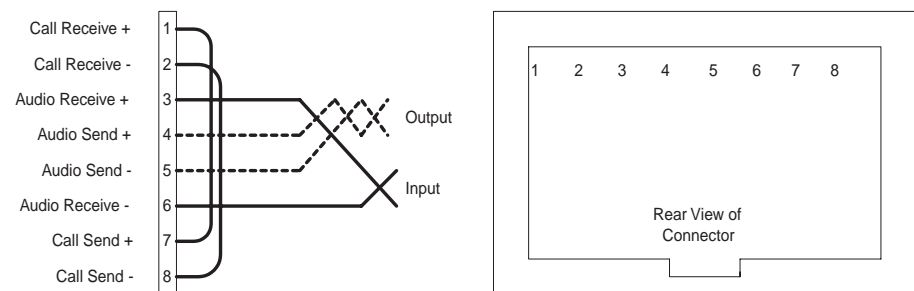 Call Receive + 1
Call Receive - 2
Audio Receive + 3
Audio Send + 4
Audio Send - 5
Audio Receive - 6
Call Send + 7
Call Send - 8
Output
Input
1 2 3 4 5 6 7 8
Rear View of
Connector